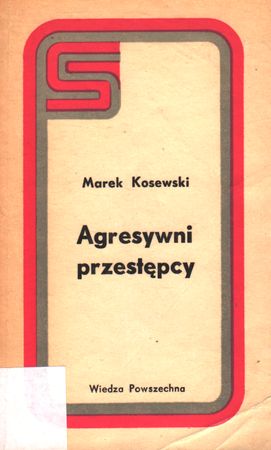 Marek Kosewski
Agresywni
przestępcy
Wiedza Powszechna